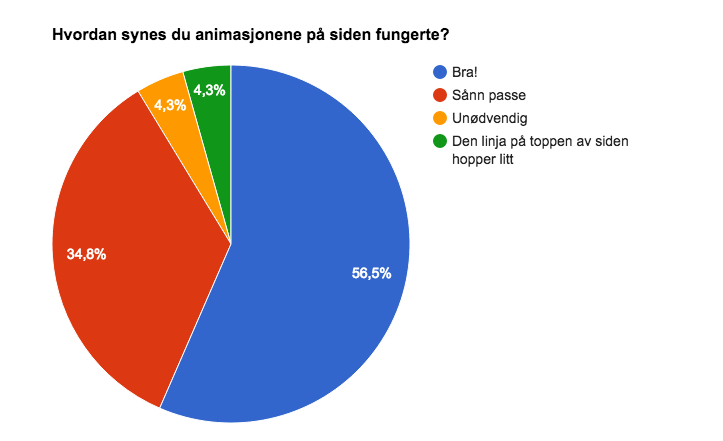 Hvordan synes du animasjonene på siden fungerte?
Bra!
Sånn passe
Unødvendig
Den linja på toppen av siden
hopper litt
4,3%
4,3%
34,8%
56,5%